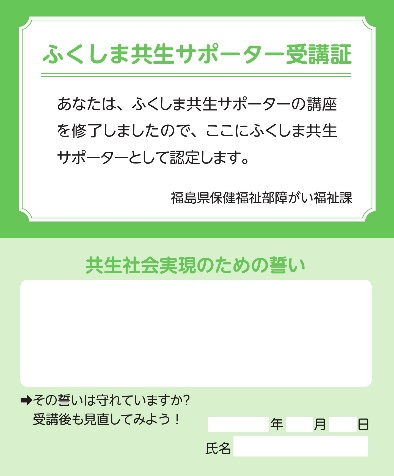 ふくしま共生サポーター受講証
あなたは、ふくしま共生サポーターの講座
を修了しましたので、ここにふくしま共生
サポーターとして認定します。
福島県保健福祉部障がい福祉課
共生社会実現のための誓い
➡その誓いは守れていますか?
受講後も見直してみよう！
年 月 日
氏名